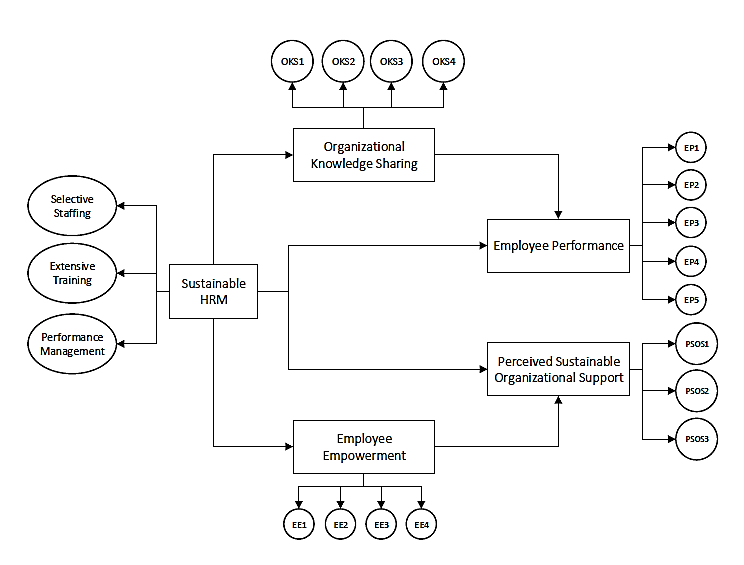 OKS1
OKS2
OKS3
OKS4
Organizational
Knowledge Sharing
EP1
EP2
EP3
EP4
EP5
Selective
Staffing
Extensive
Training
Performance
Management
Sustainable
HRM
Employee Performance
Perceived Sustainable
Organizational Support
PSOS1
PSOS2
PSOS3
Employee
Empowerment
EE1
EE2
EE3
EE4